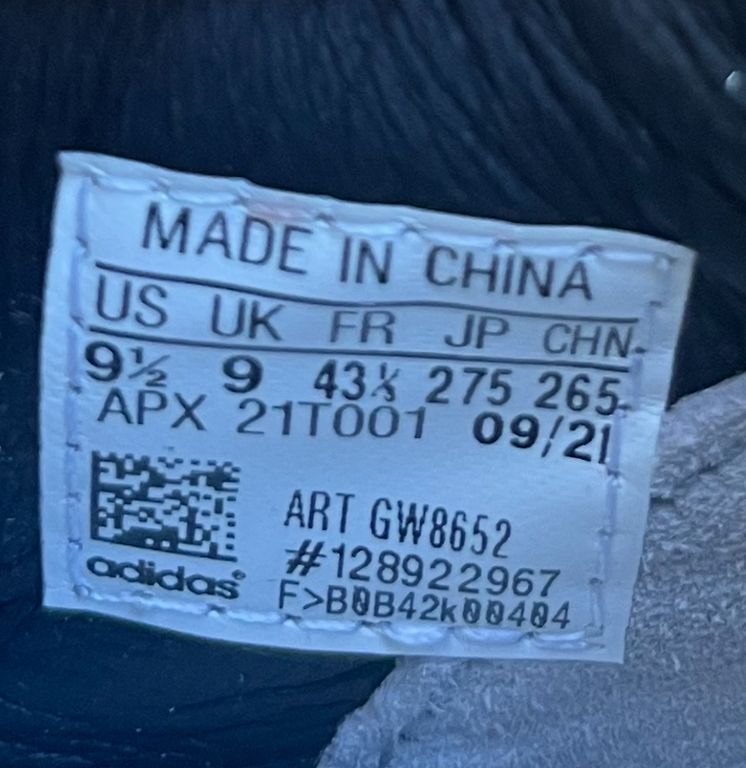 MADE IN CHINA
US UK FR JP CHN
9½ 9 43⅓ 275 265
APX 21T001 09/21
ART GW8652
#128922967
adidas®
F>B0B42k00404